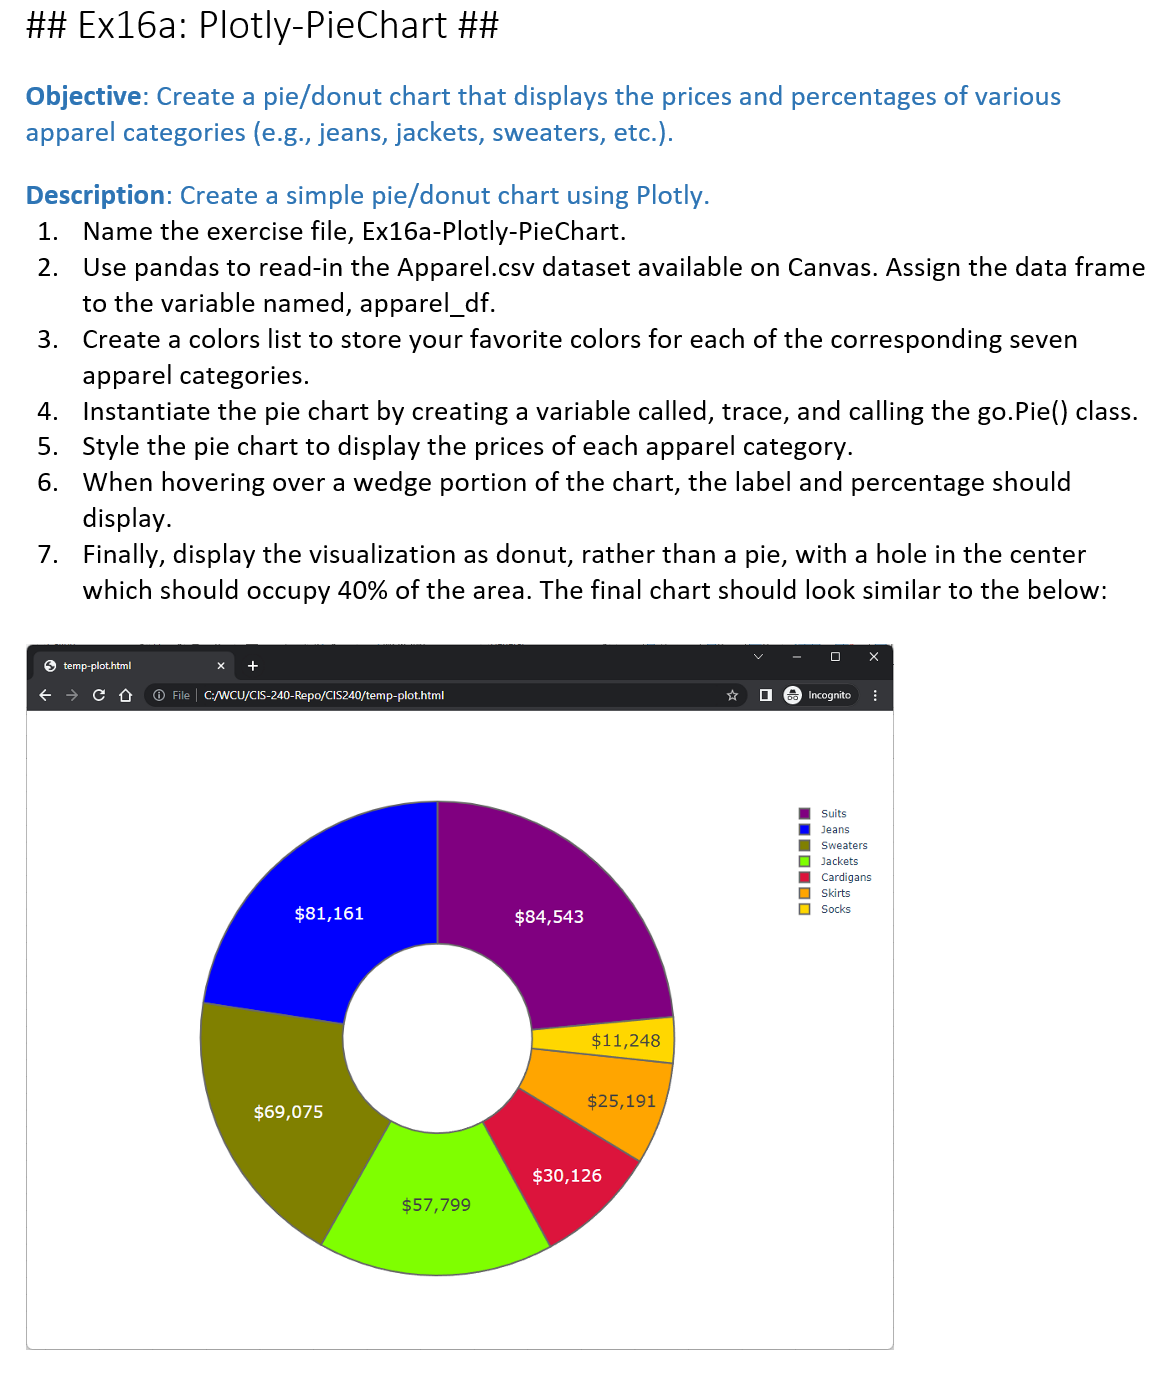 ## Ex16a: Plotly-PieChart ##
Objective: Create a pie/donut chart that displays the prices and percentages of various
apparel categories (e.g., jeans, jackets, sweaters, etc.).
Description: Create a simple pie/donut chart using Plotly.
1. Name the exercise file, Ex16a-Plotly-PieChart.
2. Use pandas to read-in the Apparel.csv dataset available on Canvas. Assign the data frame
to the variable named, apparel_df.
3. Create a colors list to store your favorite colors for each of the corresponding seven
apparel categories.
4. Instantiate the pie chart by creating a variable called, trace, and calling the go.Pie() class.
5. Style the pie chart to display the prices of each apparel category.
6. When hovering over a wedge portion of the chart, the label and percentage should
display.
7. Finally, display the visualization as donut, rather than a pie, with a hole in the center
which should occupy 40% of the area. The final chart should look similar to the below:
temp-plot.html
File | C:/WCU/CIS-240-Repo/CIS240/temp-plot.html
Incognito
Suits
Jeans
Sweaters
Jackets
Cardigans
Skirts
Socks
$81,161
$84,543
$11,248
$25,191
$69,075
$30,126
$57,799